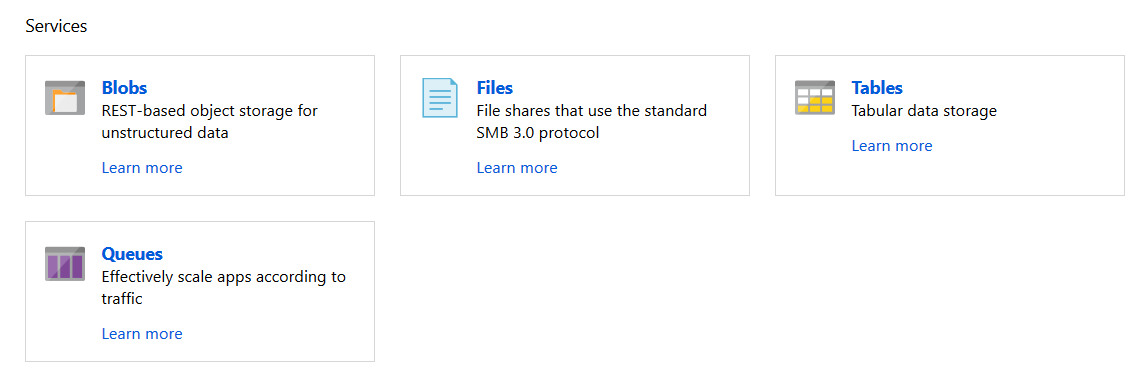 Services
Blobs
REST-based object storage for
unstructured data
Learn more
Files
File shares that use the standard
SMB 3.0 protocol
Learn more
Tables
Tabular data storage
Learn more
Queues
Effectively scale apps according to
traffic
Learn more